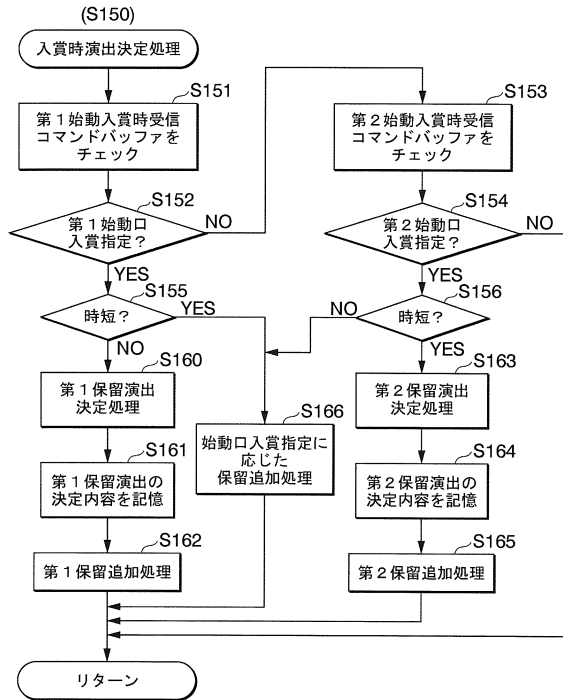 (S150)
入賞時演出決定処理
S151
第1始動入賞時受信
コマンドバッファを
チェック
S152
第1始動口
入賞指定?
NO
YES
S155
時短?
YES
NO
S160
第1保留演出
決定処理
S161
第1保留演出の
決定内容を記憶
S162
第1保留追加処理
S166
始動口入賞指定に
応じた
保留追加処理
S153
第2始動入賞時受信
コマンドバッファを
チェック
S154
第2始動口
入賞指定?
NO
YES
S156
時短?
NO
YES
S163
第2保留演出
決定処理
S164
第2保留演出の
決定内容を記憶
S165
第2保留追加処理
リターン